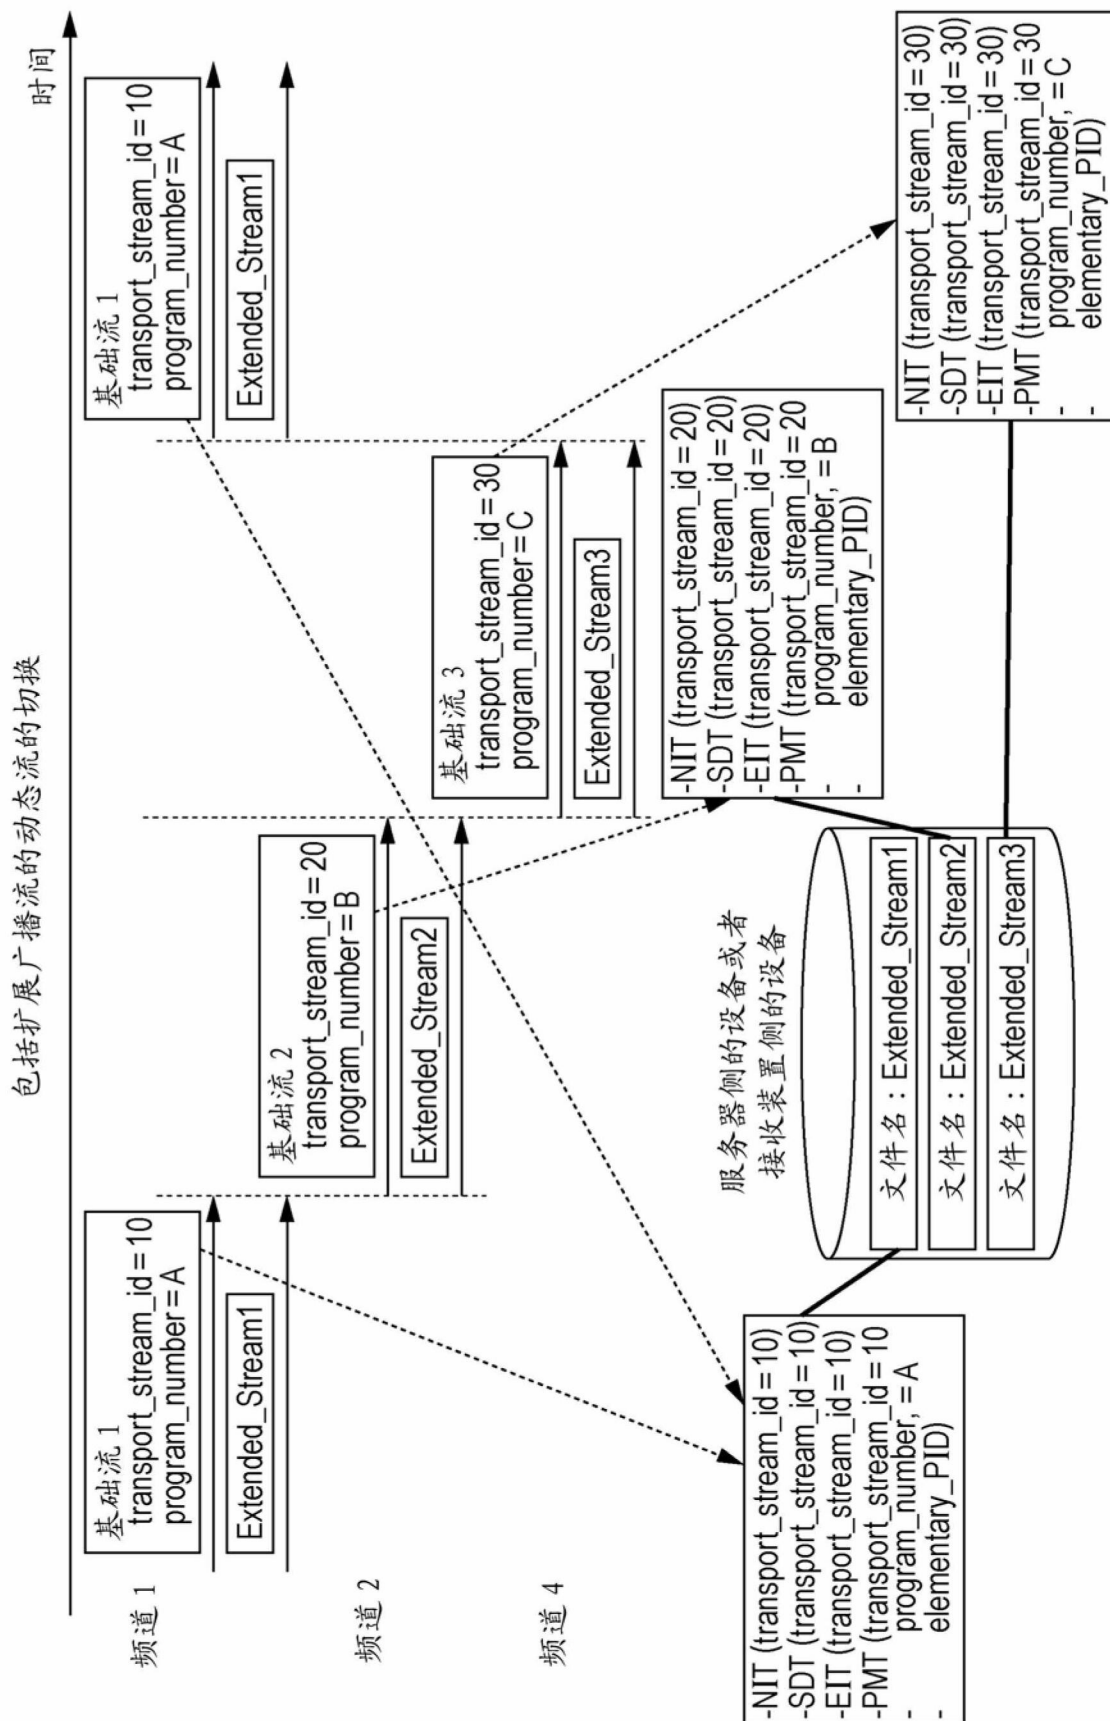 包括扩展广播流的动态流的切换
时间
频道 1
基础流 1
transport_stream_id = 10
program_number = A
Extended_Stream1
基础流 1
transport_stream_id = 10
program_number = A
Extended_Stream1
频道 2
基础流 2
transport_stream_id = 20
program_number = B
Extended_Stream2
频道 4
基础流 3
transport_stream_id = 30
program_number = C
Extended_Stream3
-NIT (transport_stream_id = 10)
-SDT (transport_stream_id = 10)
-EIT (transport_stream_id = 10)
-PMT (transport_stream_id = 10
program_number, = A
elementary_PID)
-
-
服务器侧的设备或者
接收装置侧的设备
文件名：Extended_Stream1
文件名：Extended_Stream2
文件名：Extended_Stream3
-NIT (transport_stream_id = 20)
-SDT (transport_stream_id = 20)
-EIT (transport_stream_id = 20)
-PMT (transport_stream_id = 20
program_number, = B
elementary_PID)
-
-
-NIT (transport_stream_id = 30)
-SDT (transport_stream_id = 30)
-EIT (transport_stream_id = 30)
-PMT (transport_stream_id = 30
program_number, = C
elementary_PID)
-
-